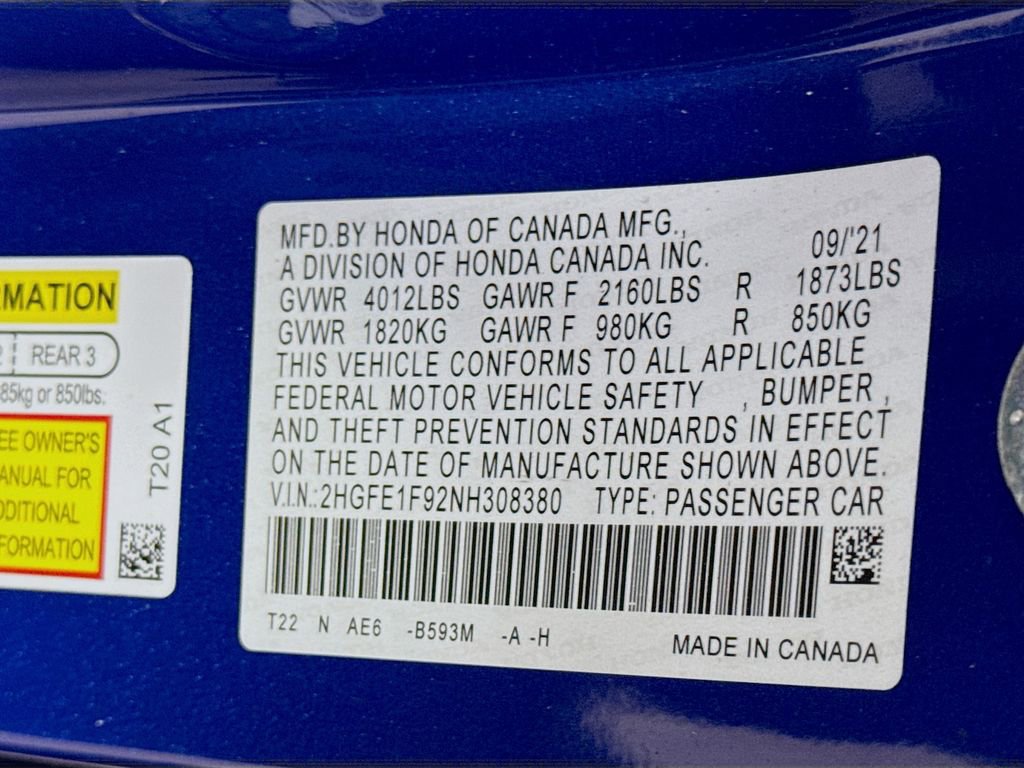 RMATION
REAR 3
85kg or 850lbs.
EE OWNER'S
ANUAL FOR
DDITIONAL
FORMATION
T20 A1
MFD.BY HONDA OF CANADA MFG.,
A DIVISION OF HONDA CANADA INC. 09/'21
GVWR 4012LBS GAWR F 2160LBS R 1873LBS
GVWR 1820KG GAWR F 980KG R 850KG
THIS VEHICLE CONFORMS TO ALL APPLICABLE
FEDERAL MOTOR VEHICLE SAFETY , BUMPER ,
AND THEFT PREVENTION STANDARDS IN EFFECT
ON THE DATE OF MANUFACTURE SHOWN ABOVE.
V.I.N.:2HGFE1F92NH308380 TYPE: PASSENGER CAR
T22 N AE6 -B593M -A -H
MADE IN CANADA